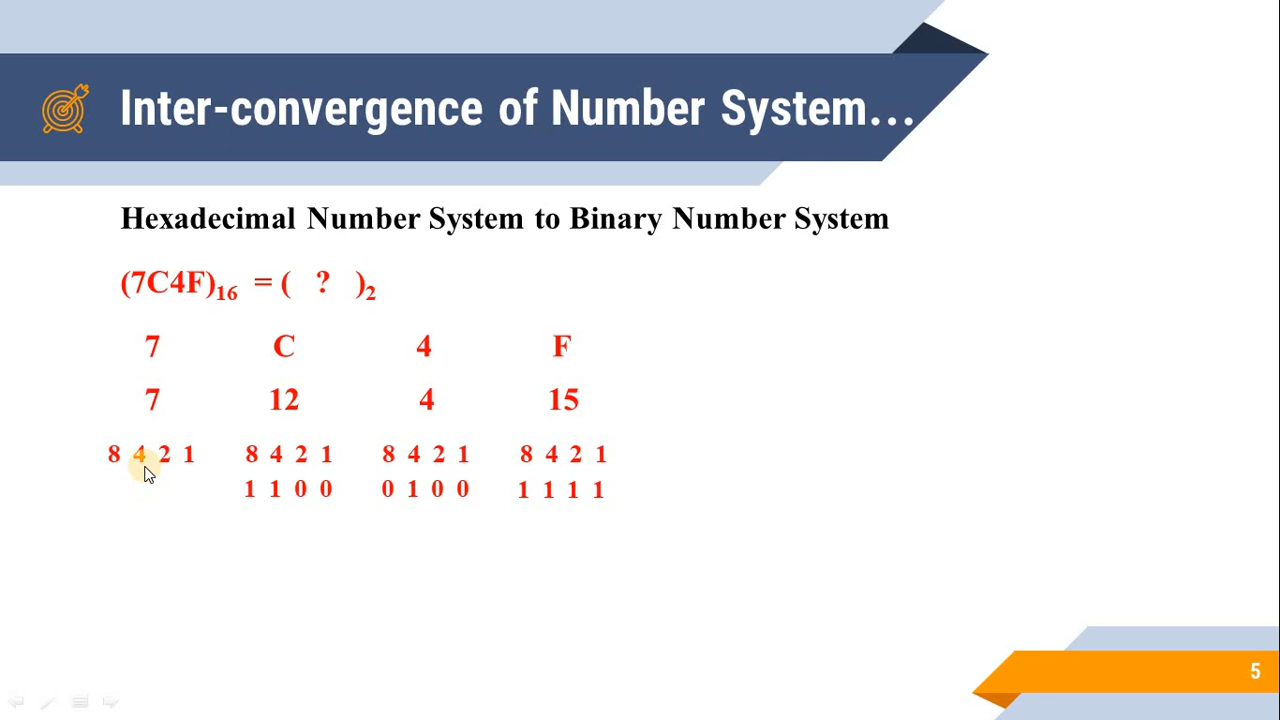 Inter-convergence of Number System...
Hexadecimal Number System to Binary Number System
(7C4F)16 = ( ? )2
7 C 4 F
7 12 4 15
8 4 2 1 8 4 2 1 8 4 2 1 8 4 2 1
1 1 0 0 0 1 0 0 1 1 1 1
5